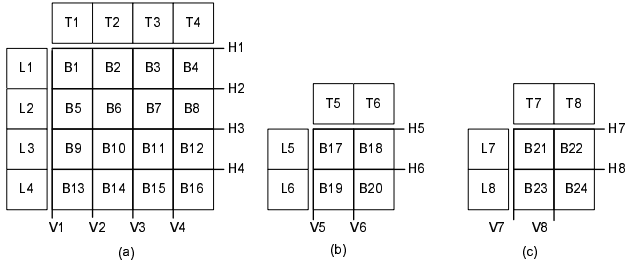 T1 T2 T3 T4
H1
L1 B1 B2 B3 B4
H2
L2 B5 B6 B7 B8
T5 T6
T7 T8
H3
H5
H7
L3 B9 B10 B11 B12
L5 B17 B18
L7 B21 B22
H4
H6
H8
L4 B13 B14 B15 B16
L6 B19 B20
L8 B23 B24
V1 V2 V3 V4
V5 V6
V7 V8
(a)
(b)
(c)